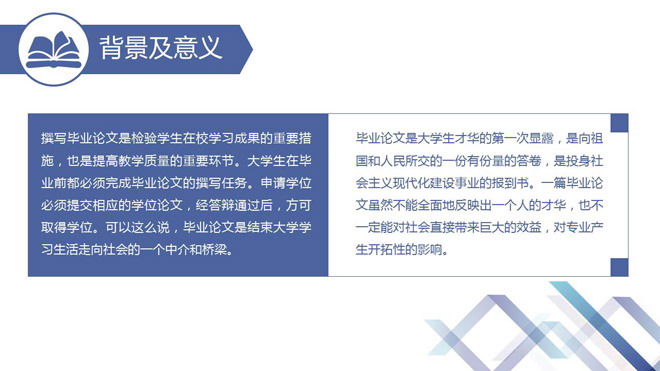 背景及意义
撰写毕业论文是检验学生在校学习成果的重要措
施，也是提高教学质量的重要环节。大学生在毕
业前都必须完成毕业论文的撰写任务。申请学位
必须提交相应的学位论文，经答辩通过后，方可
取得学位。可以这么说，毕业论文是结束大学学
习生活走向社会的一个中介和桥梁。
毕业论文是大学生才华的第一次显露，是向祖
国和人民所交的一份有份量的答卷，是投身社
会主义现代化建设事业的报到书。一篇毕业论
文虽然不能全面地反映出一个人的才华，也不
一定能对社会直接带来巨大的效益，对专业产
生开拓性的影响。